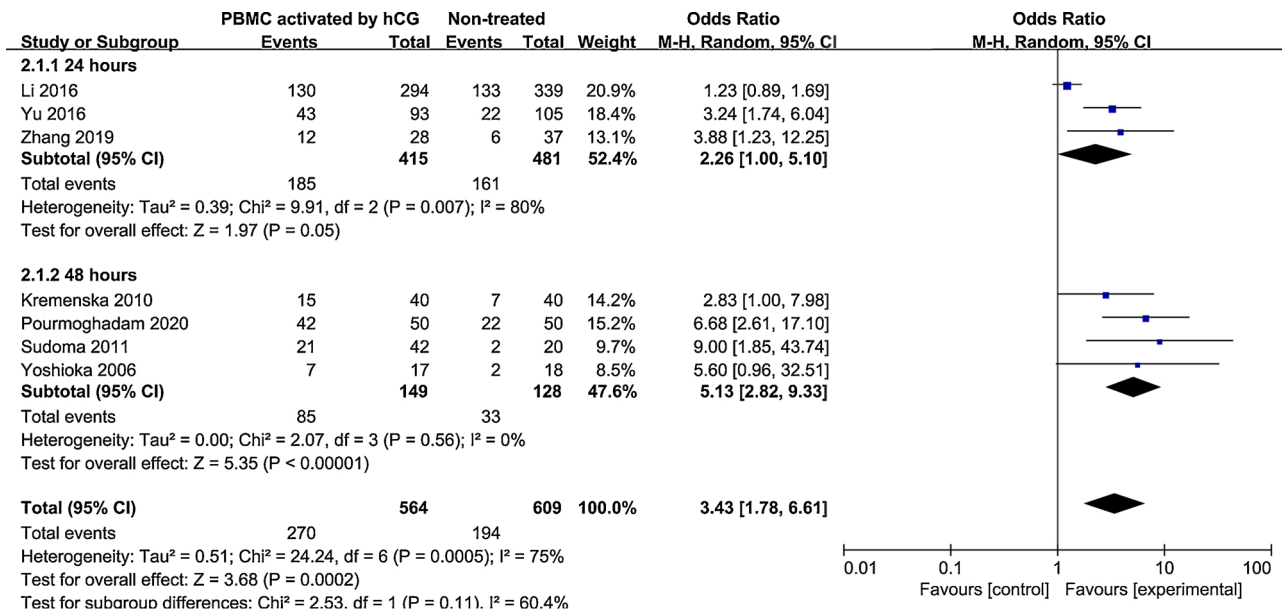 PBMC activated by hCG Non-treated Odds Ratio Odds Ratio
Study or Subgroup Events Total Events Total Weight M-H, Random, 95% CI M-H, Random, 95% CI
2.1.1 24 hours
Li 2016 130 294 133 339 20.9% 1.23 [0.89, 1.69]
Yu 2016 43 93 22 105 18.4% 3.24 [1.74, 6.04]
Zhang 2019 12 28 6 37 13.1% 3.88 [1.23, 12.25]
Subtotal (95% CI) 415 481 52.4% 2.26 [1.00, 5.10]
Total events 185 161
Heterogeneity: Tau² = 0.39; Chi² = 9.91, df = 2 (P = 0.007); I² = 80%
Test for overall effect: Z = 1.97 (P = 0.05)
2.1.2 48 hours
Kremenska 2010 15 40 7 40 14.2% 2.83 [1.00, 7.98]
Pourmoghadam 2020 42 50 22 50 15.2% 6.68 [2.61, 17.10]
Sudoma 2011 21 42 2 20 9.7% 9.00 [1.85, 43.74]
Yoshioka 2006 7 17 2 18 8.5% 5.60 [0.96, 32.51]
Subtotal (95% CI) 149 128 47.6% 5.13 [2.82, 9.33]
Total events 85 33
Heterogeneity: Tau² = 0.00; Chi² = 2.07, df = 3 (P = 0.56); I² = 0%
Test for overall effect: Z = 5.35 (P < 0.00001)
Total (95% CI) 564 609 100.0% 3.43 [1.78, 6.61]
Total events 270 194
Heterogeneity: Tau² = 0.51; Chi² = 24.24, df = 6 (P = 0.0005); I² = 75%
Test for overall effect: Z = 3.68 (P = 0.0002)
Test for subgroup differences: Chi² = 2.53, df = 1 (P = 0.11), I² = 60.4%
0.01 0.1 1 10 100
Favours [control] Favours [experimental]